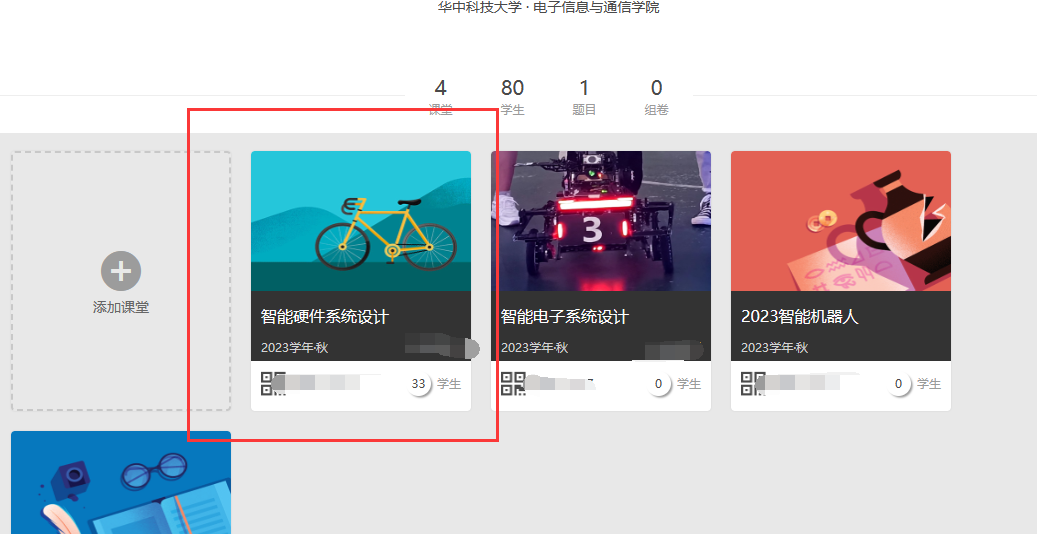 华中科技大学 · 电子信息与通信学院
4
80
1
0
课堂
学生
题目
组卷
添加课堂
3
智能硬件系统设计
2023学年·秋
33 学生
智能电子系统设计
2023学年·秋
0 学生
2023智能机器人
2023学年·秋
0 学生